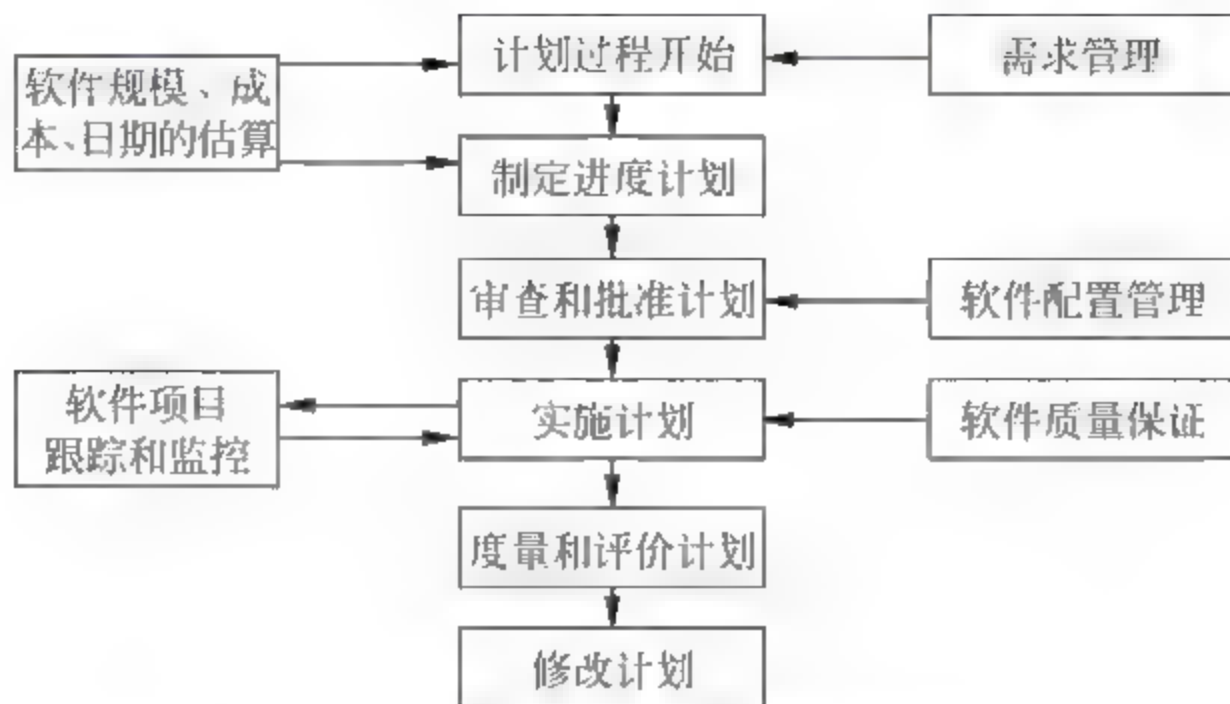 计划过程开始
需求管理
软件规模、成
本、日期的估算
制定进度计划
审查和批准计划
软件配置管理
软件项目
跟踪和监控
实施计划
软件质量保证
度量和评价计划
修改计划